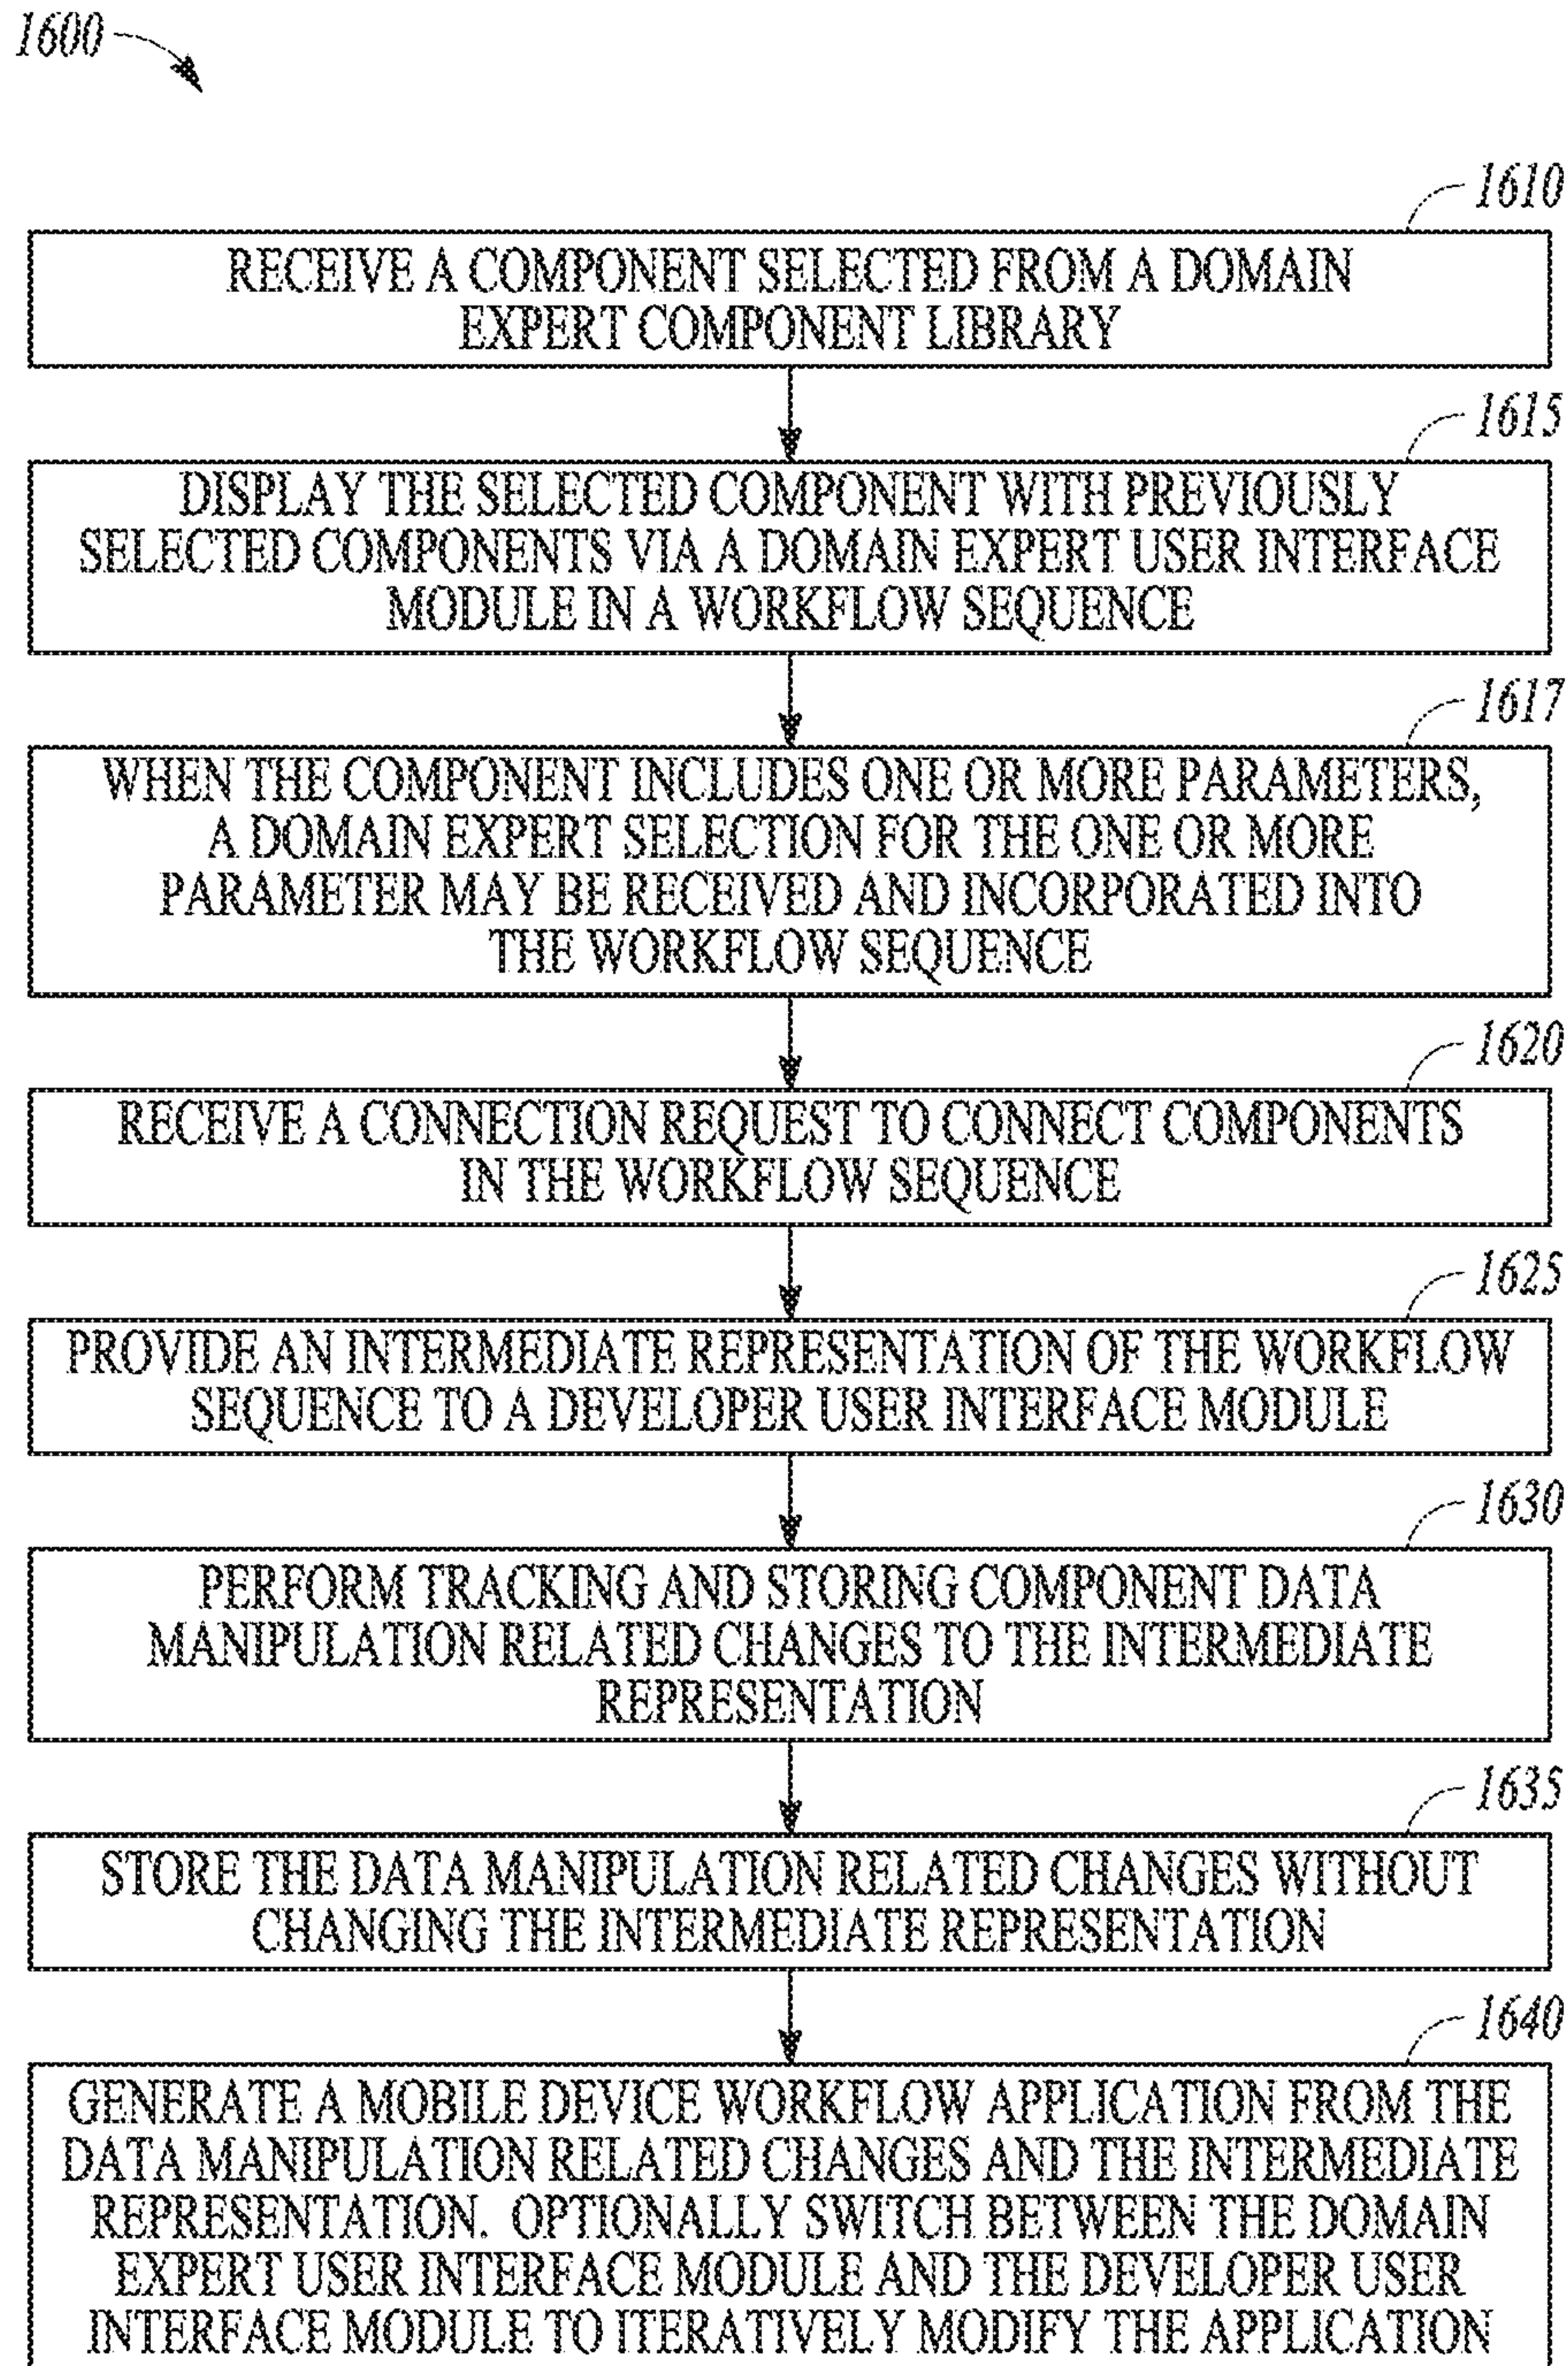 1600
1610
RECEIVE A COMPONENT SELECTED FROM A DOMAIN
EXPERT COMPONENT LIBRARY
1615
DISPLAY THE SELECTED COMPONENT WITH PREVIOUSLY
SELECTED COMPONENTS VIA A DOMAIN EXPERT USER INTERFACE
MODULE IN A WORKFLOW SEQUENCE
1617
WHEN THE COMPONENT INCLUDES ONE OR MORE PARAMETERS,
A DOMAIN EXPERT SELECTION FOR THE ONE OR MORE
PARAMETER MAY BE RECEIVED AND INCORPORATED INTO
THE WORKFLOW SEQUENCE
1620
RECEIVE A CONNECTION REQUEST TO CONNECT COMPONENTS
IN THE WORKFLOW SEQUENCE
1625
PROVIDE AN INTERMEDIATE REPRESENTATION OF THE WORKFLOW
SEQUENCE TO A DEVELOPER USER INTERFACE MODULE
1630
PERFORM TRACKING AND STORING COMPONENT DATA
MANIPULATION RELATED CHANGES TO THE INTERMEDIATE
REPRESENTATION
1635
STORE THE DATA MANIPULATION RELATED CHANGES WITHOUT
CHANGING THE INTERMEDIATE REPRESENTATION
1640
GENERATE A MOBILE DEVICE WORKFLOW APPLICATION FROM THE
DATA MANIPULATION RELATED CHANGES AND THE INTERMEDIATE
REPRESENTATION. OPTIONALLY SWITCH BETWEEN THE DOMAIN
EXPERT USER INTERFACE MODULE AND THE DEVELOPER USER
INTERFACE MODULE TO ITERATIVELY MODIFY THE APPLICATION